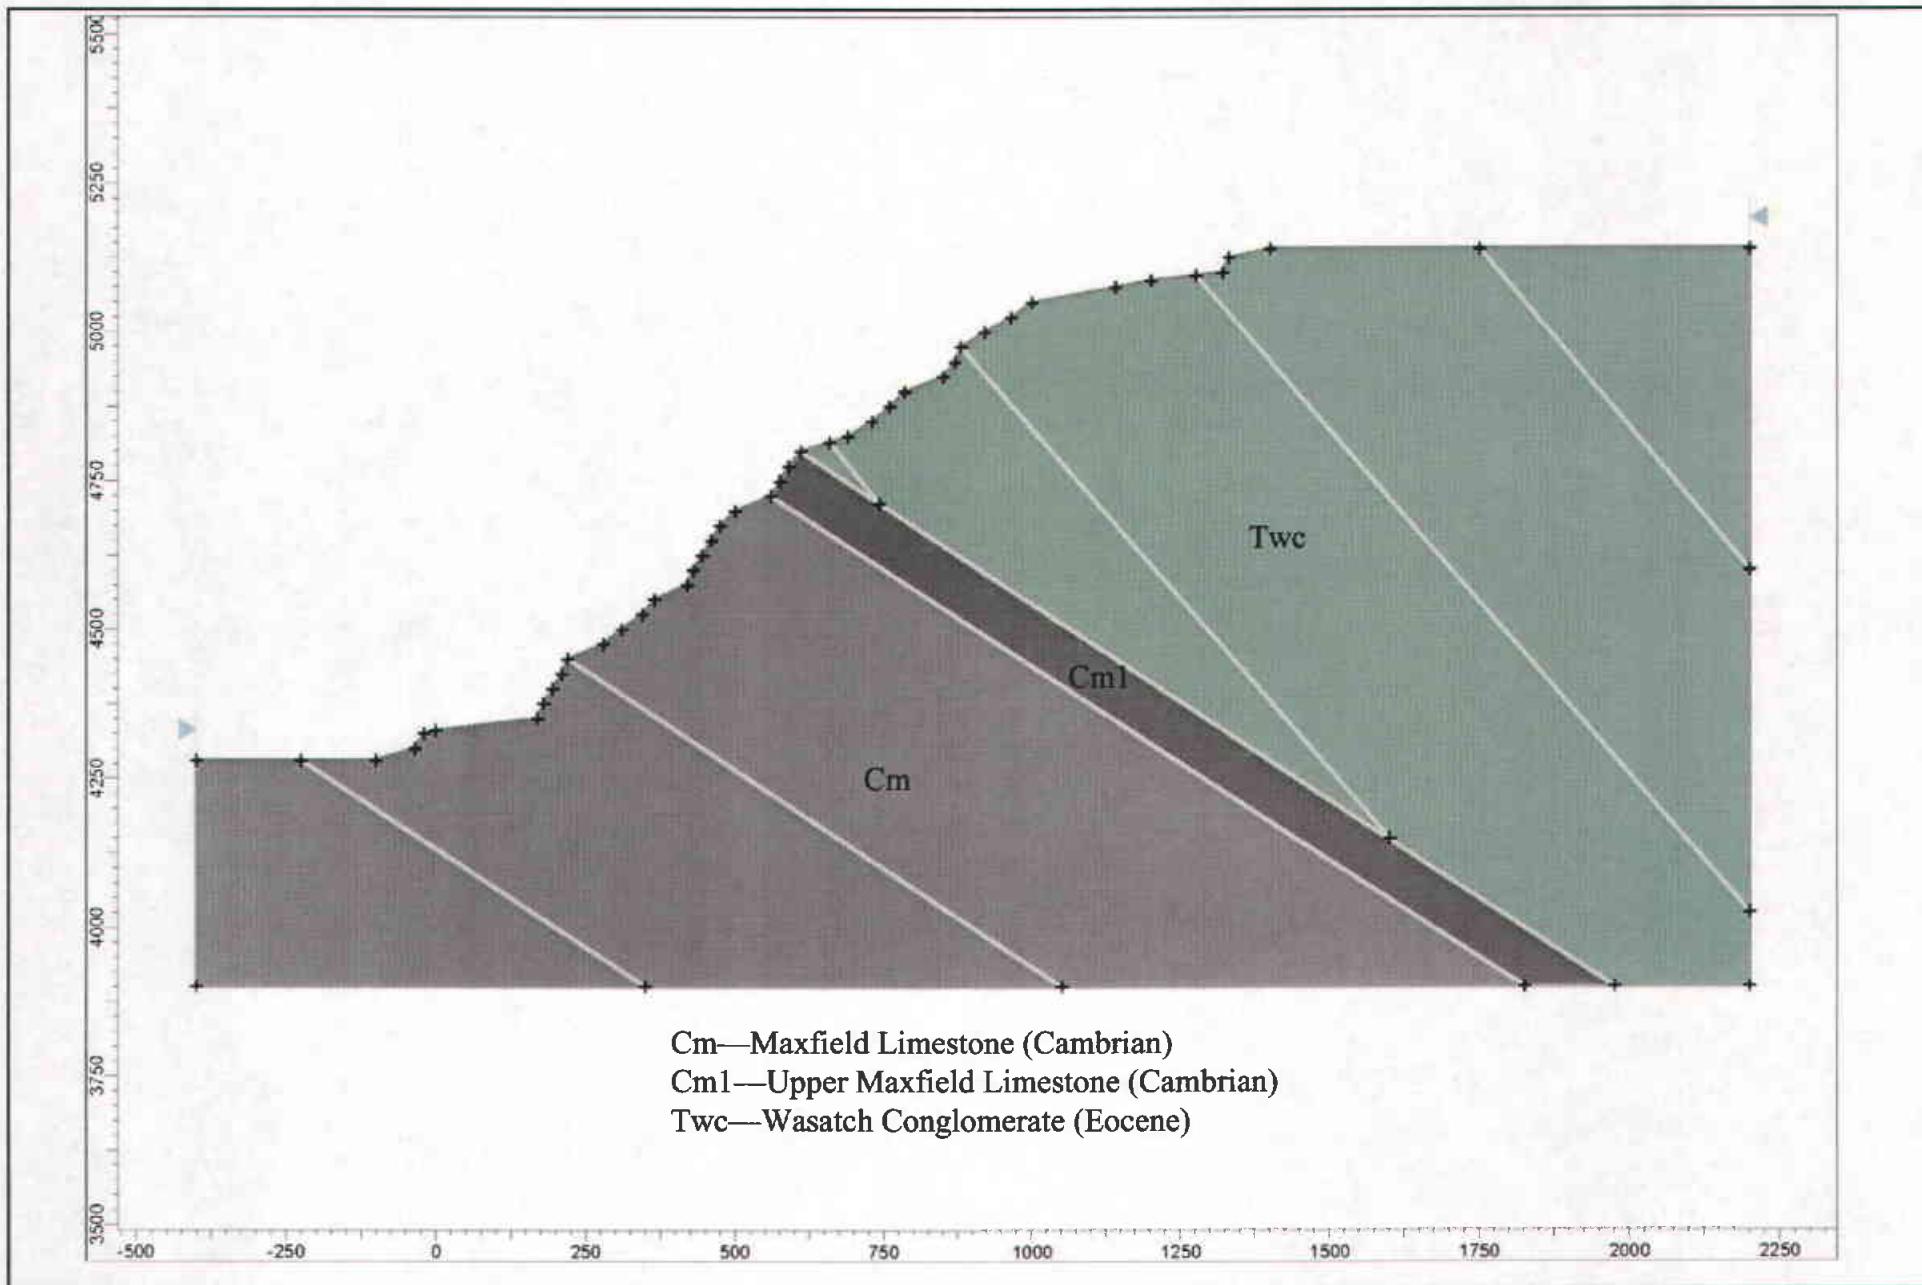 5500
5250
5000
4750
4500
4250
4000
3750
3500
Twc
Cm1
Cm
Cm—Maxfield Limestone (Cambrian)
Cm1—Upper Maxfield Limestone (Cambrian)
Twc—Wasatch Conglomerate (Eocene)
-500 -250 0 250 500 750 1000 1250 1500 1750 2000 2250